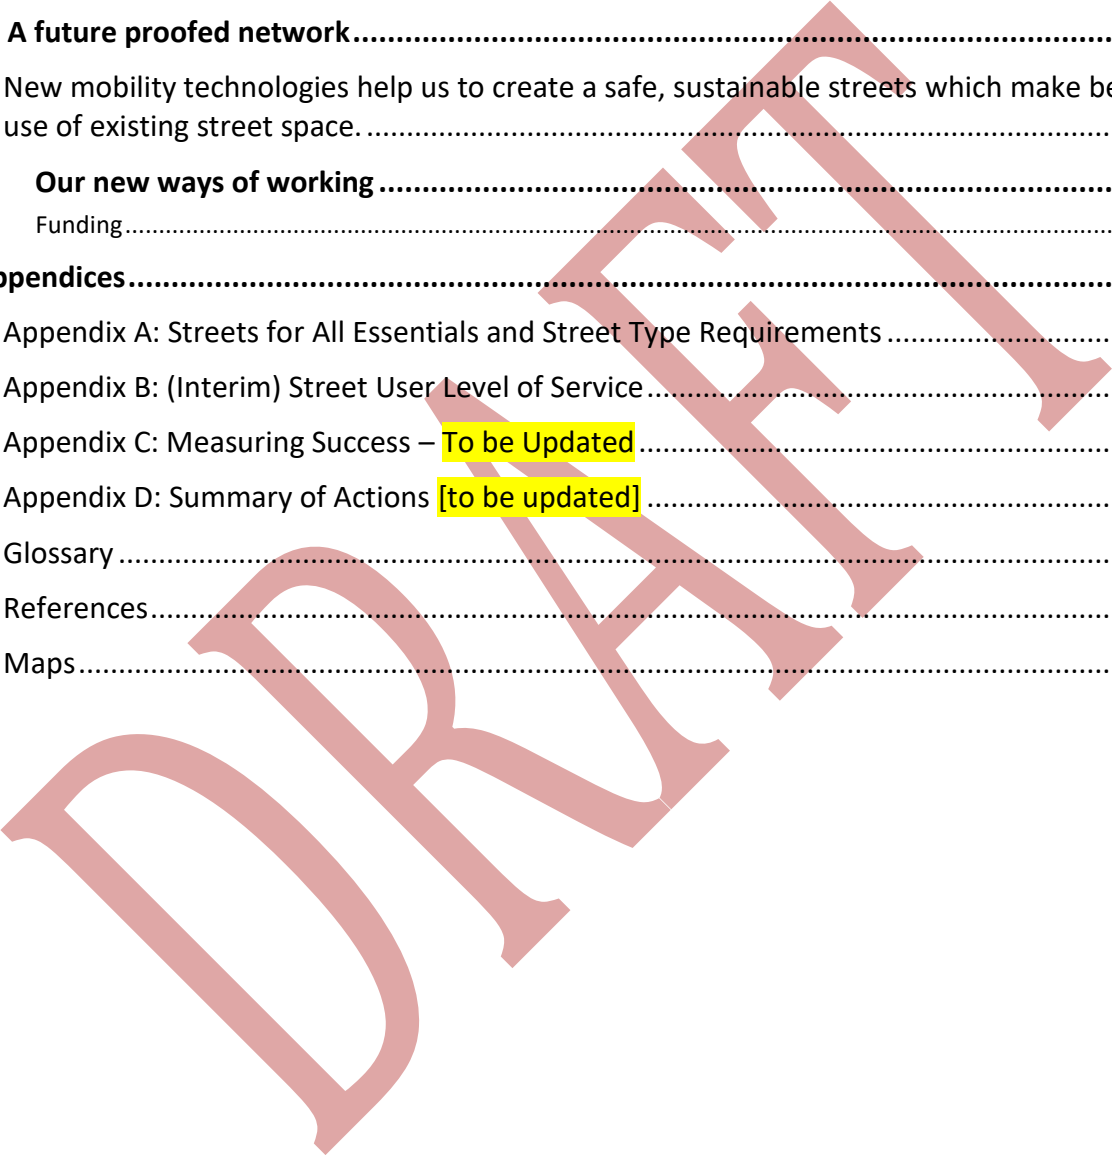 A future proofed network
New mobility technologies help us to create a safe, sustainable streets which make
use of existing street space.
Our new ways of working
Funding
Appendix A: Streets for All Essentials and Street Type Requirements
Appendix B: (Interim) Street User Level of Service
Appendix C: Measuring Success – To be Updated
Appendix D: Summary of Actions [to be updated]
Glossary
References
Maps
DRAFT